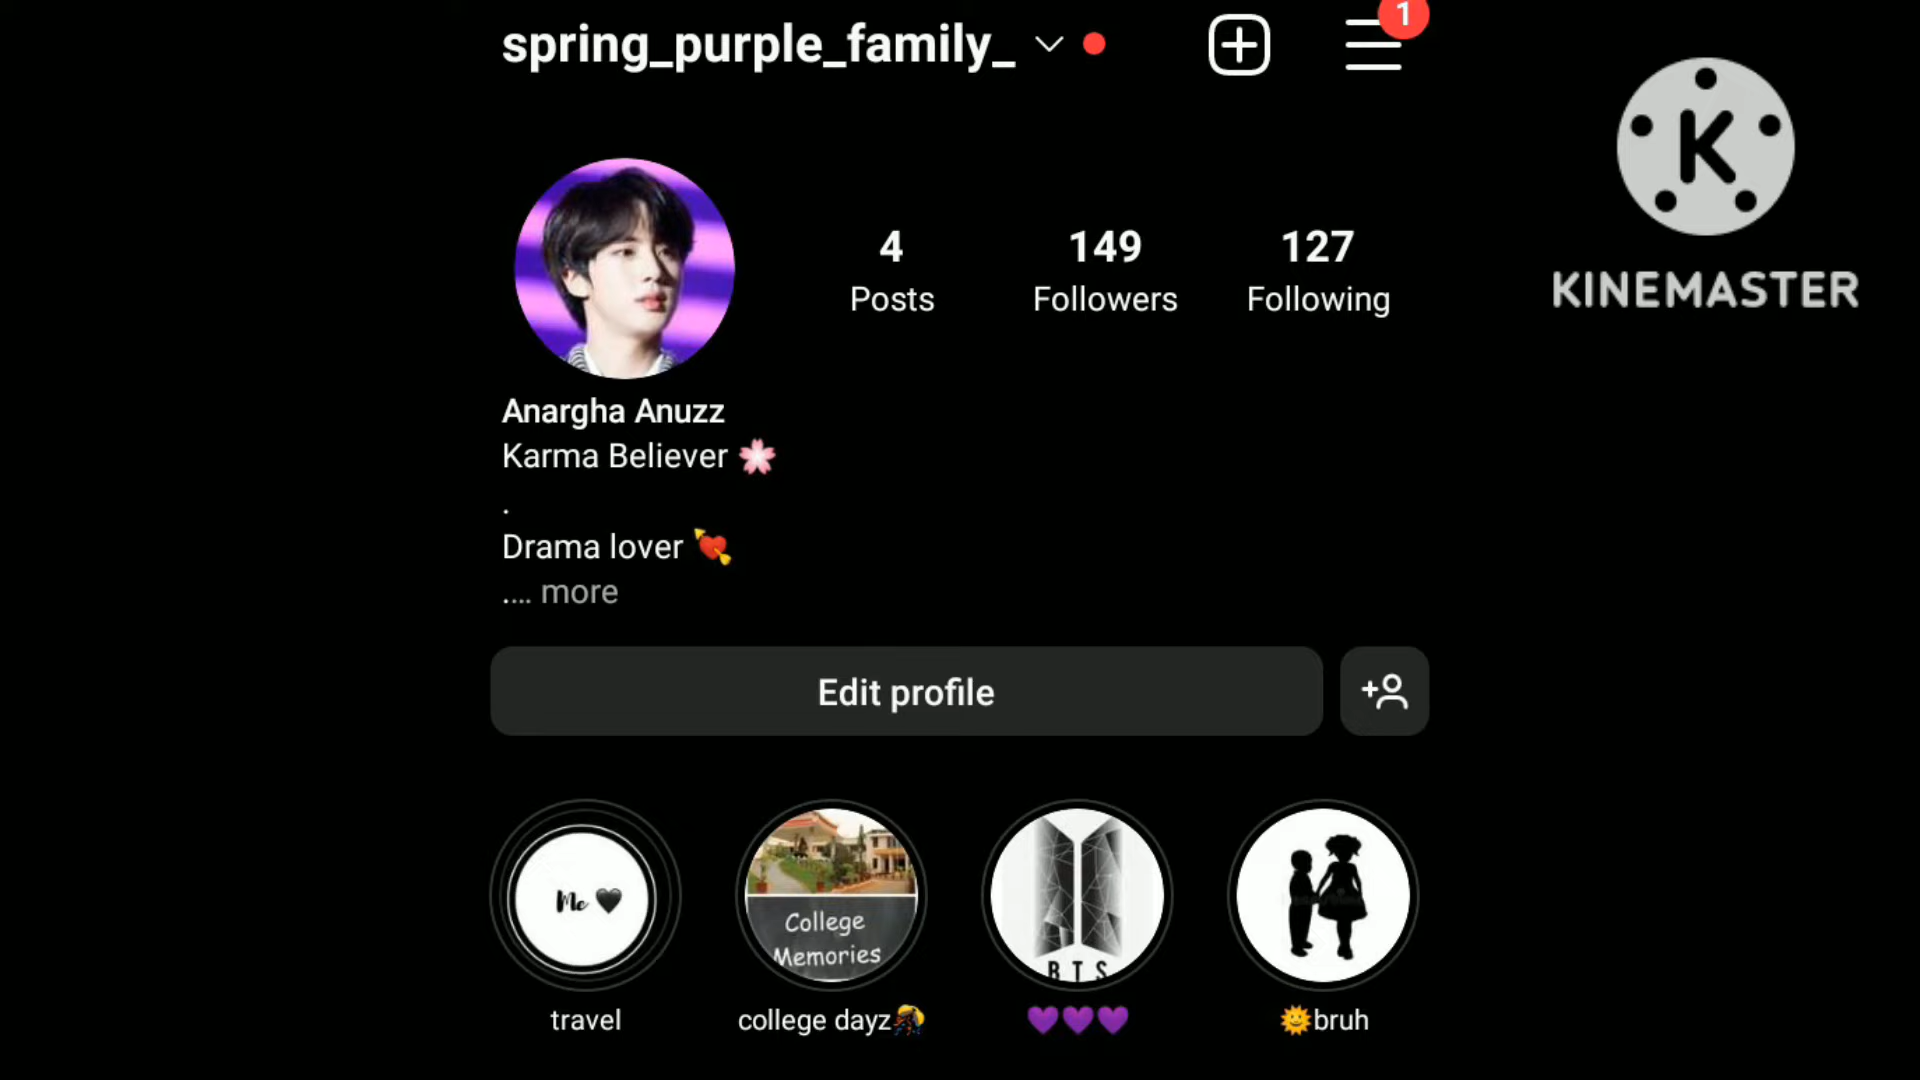 spring_purple_family_
1
K
KINEMASTER
4 149 127
Posts Followers Following
Anargha Anuzz
Karma Believer 🌸
.
Drama lover 💘
.... more
Edit profile
Me 🖤
College
Memories
BTS
travel
college dayz🎊
💜💜💜
🌞bruh